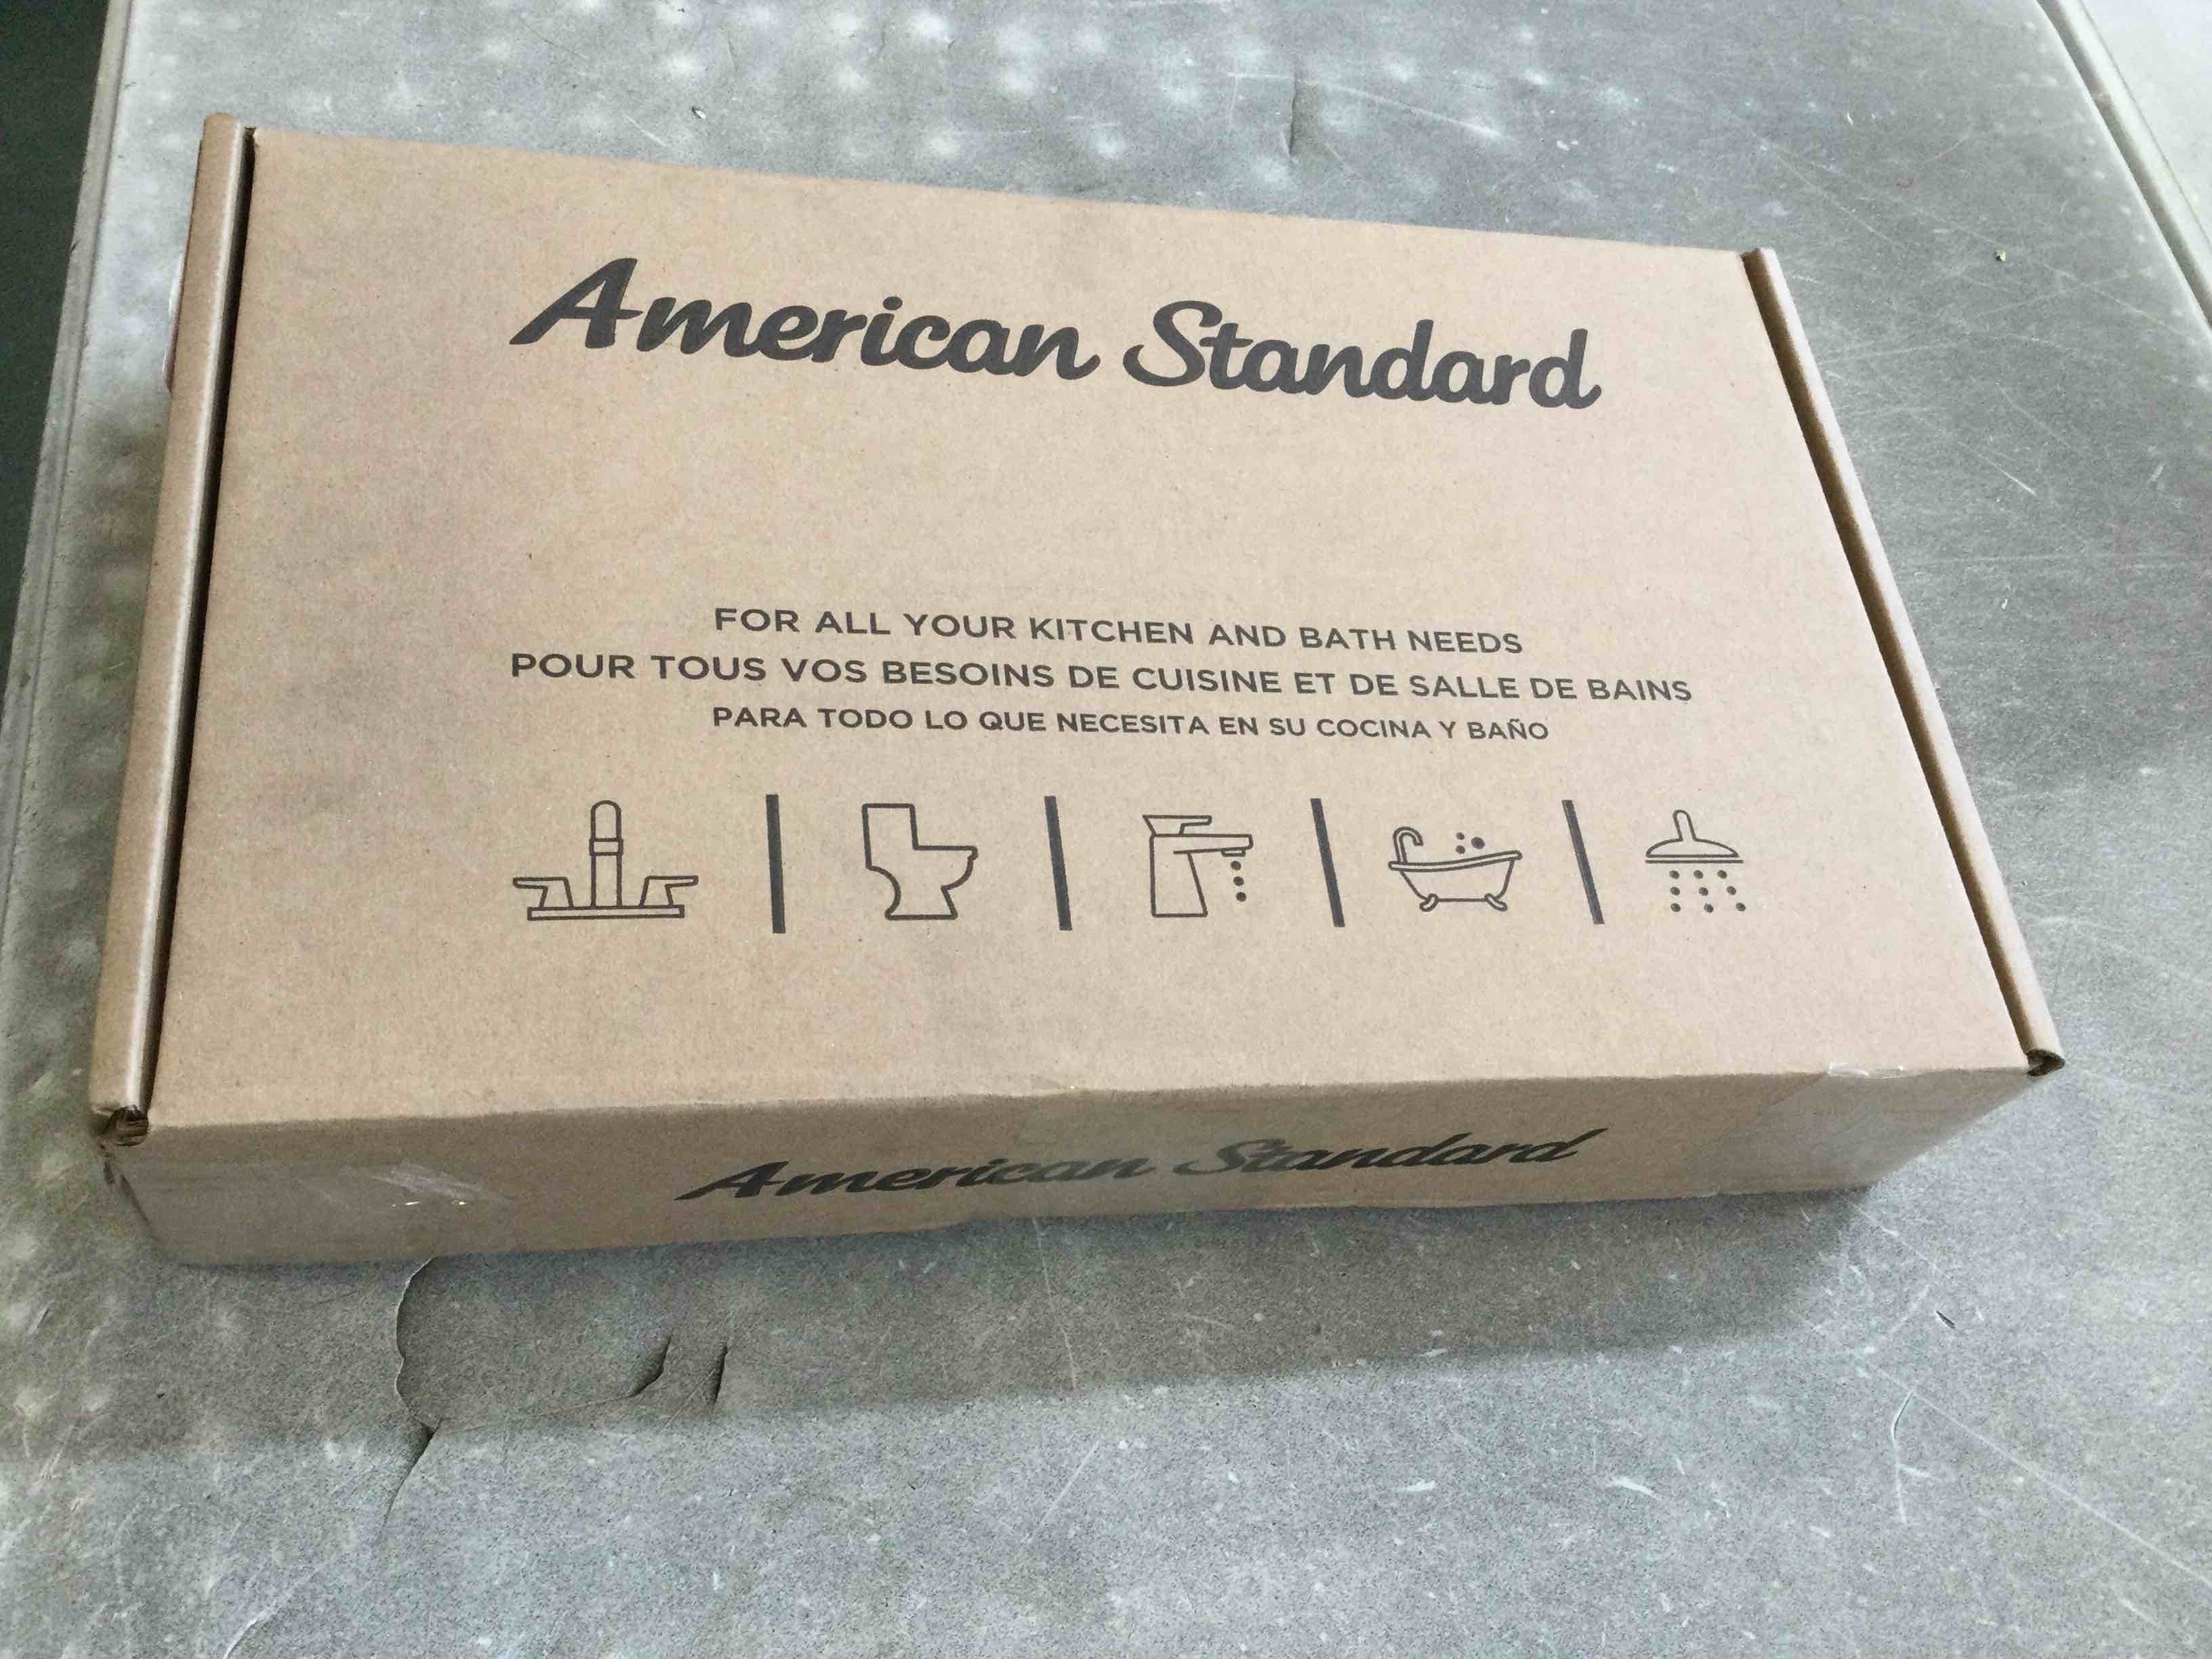 American Standard
FOR ALL YOUR KITCHEN AND BATH NEEDS
POUR TOUS VOS BESOINS DE CUISINE ET DE SALLE DE BAINS
PARA TODO LO QUE NECESITA EN SU COCINA Y BAÑO
American Standard